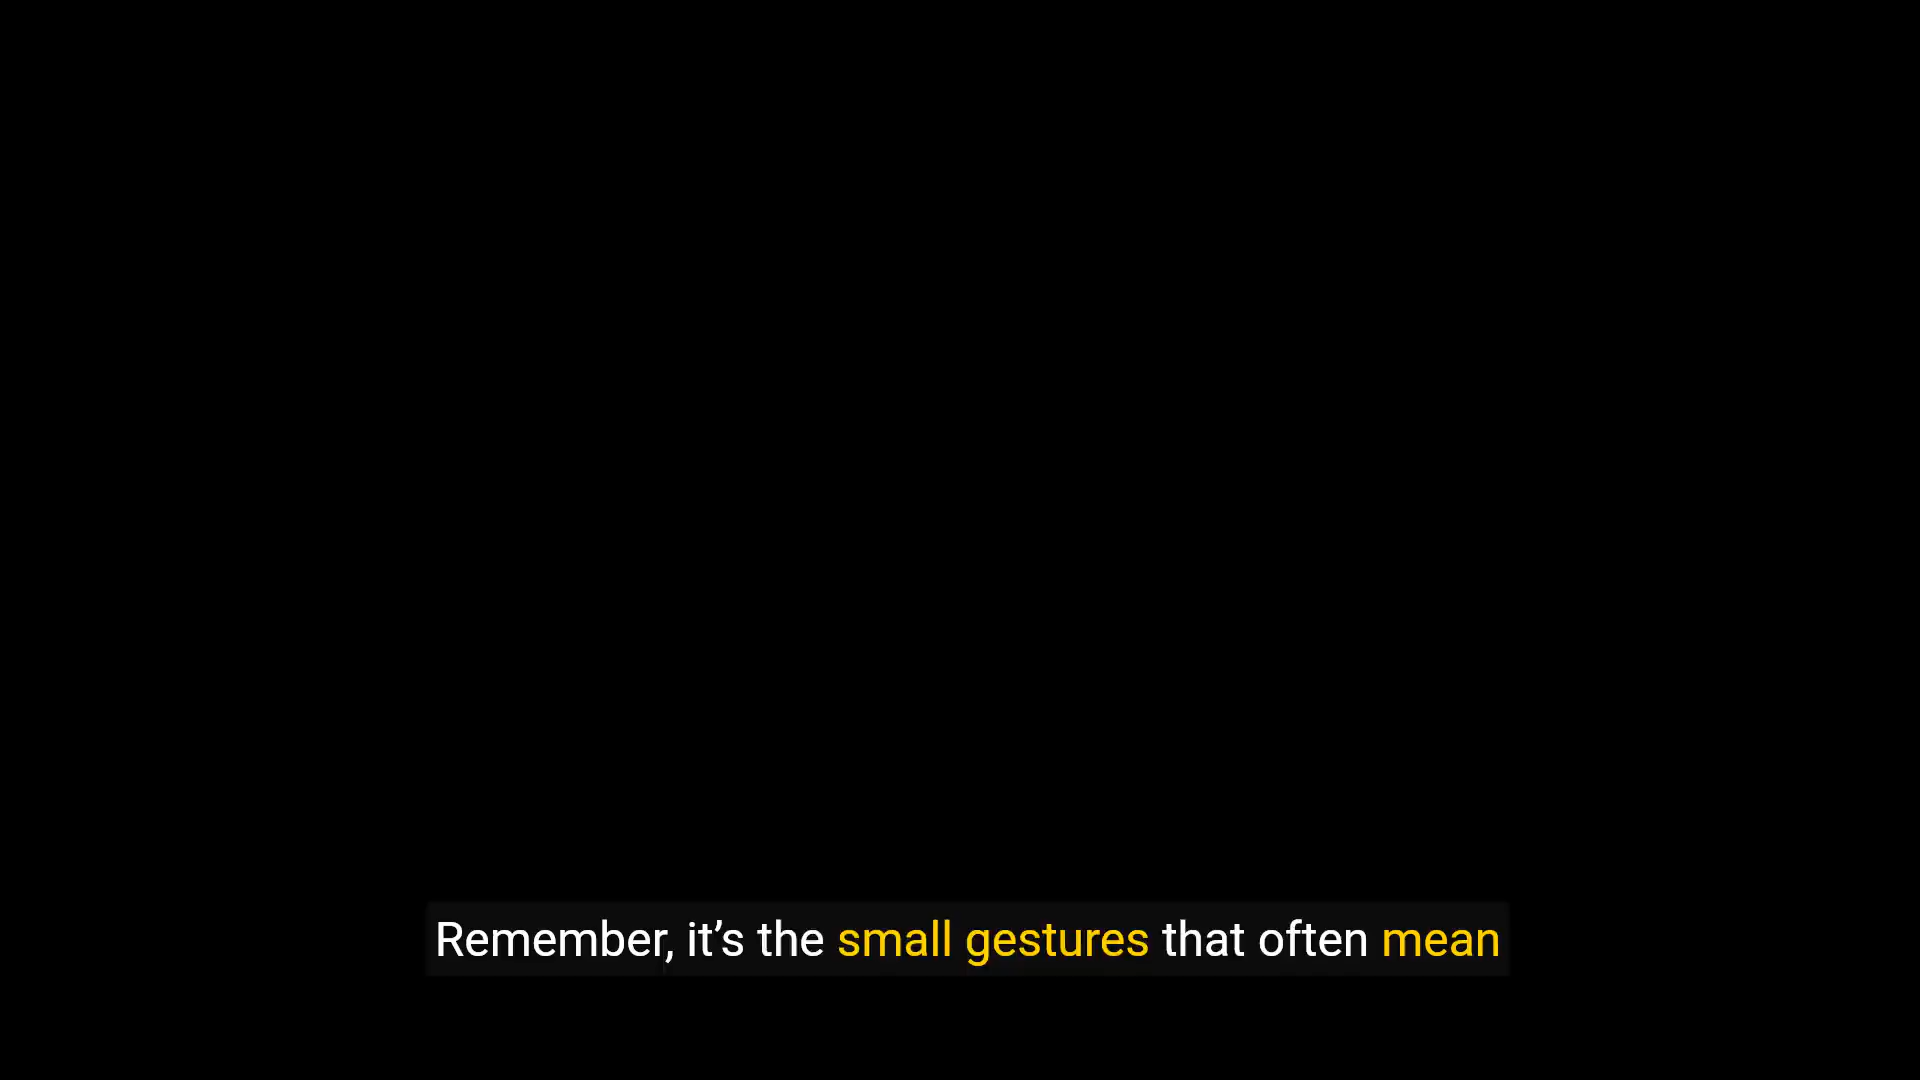 Remember, it’s the small gestures that often mean